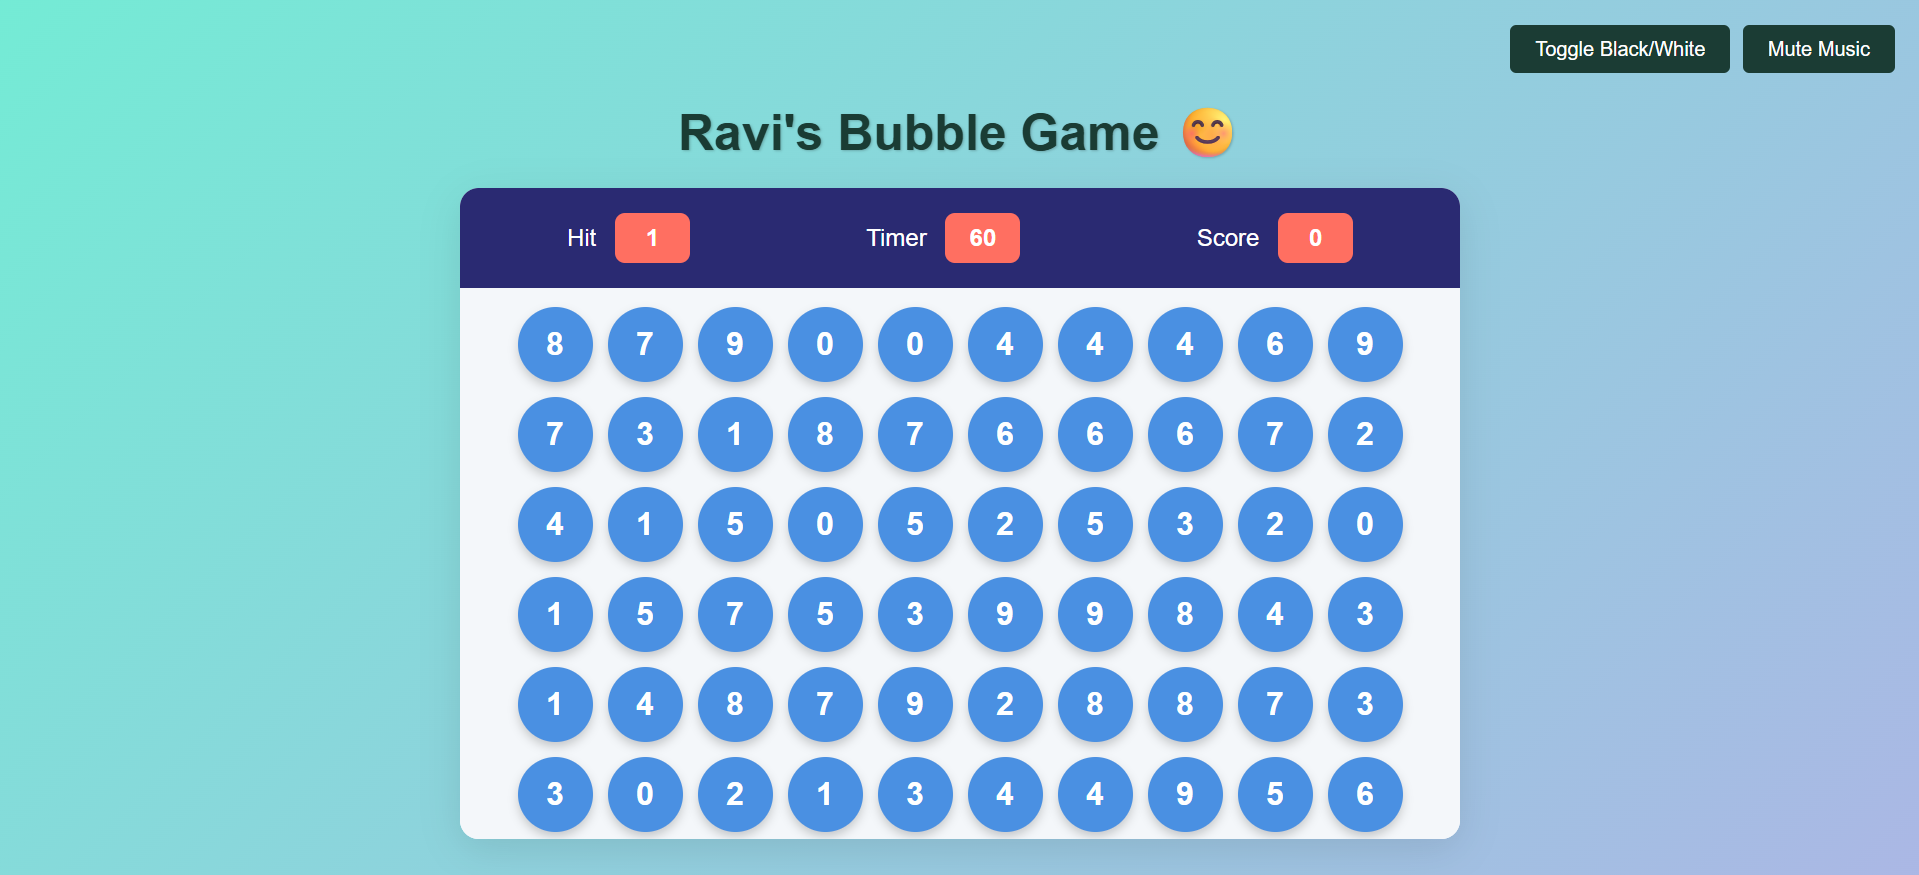 Toggle Black/White Mute Music
Ravi's Bubble Game 😊
Hit 1 Timer 60 Score 0
8 7 9 0 0 4 4 4 6 9
7 3 1 8 7 6 6 6 7 2
4 1 5 0 5 2 5 3 2 0
1 5 7 5 3 9 9 8 4 3
1 4 8 7 9 2 8 8 7 3
3 0 2 1 3 4 4 9 5 6